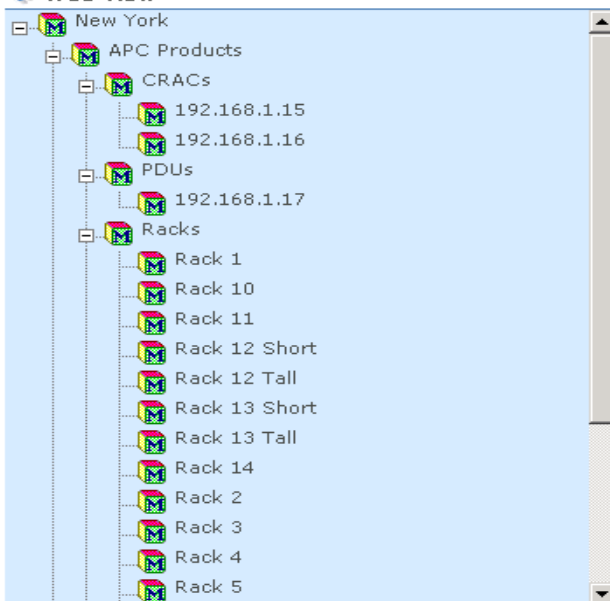 New York
APC Products
CRACs
192.168.1.15
192.168.1.16
PDUs
192.168.1.17
Racks
Rack 1
Rack 10
Rack 11
Rack 12 Short
Rack 12 Tall
Rack 13 Short
Rack 13 Tall
Rack 14
Rack 2
Rack 3
Rack 4
Rack 5